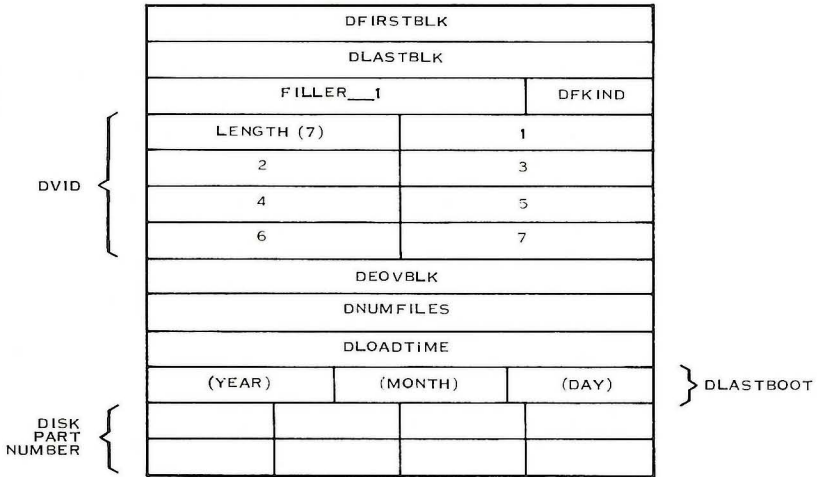 DFIRSTBLK
DLASTBLK
FILLER__1 DFKIND
LENGTH (7) 1
DVID
2 3
4 5
6 7
DEOVBLK
DNUMFILES
DLOADTIME
(YEAR) (MONTH) (DAY) DLASTBOOT
DISK
PART
NUMBER